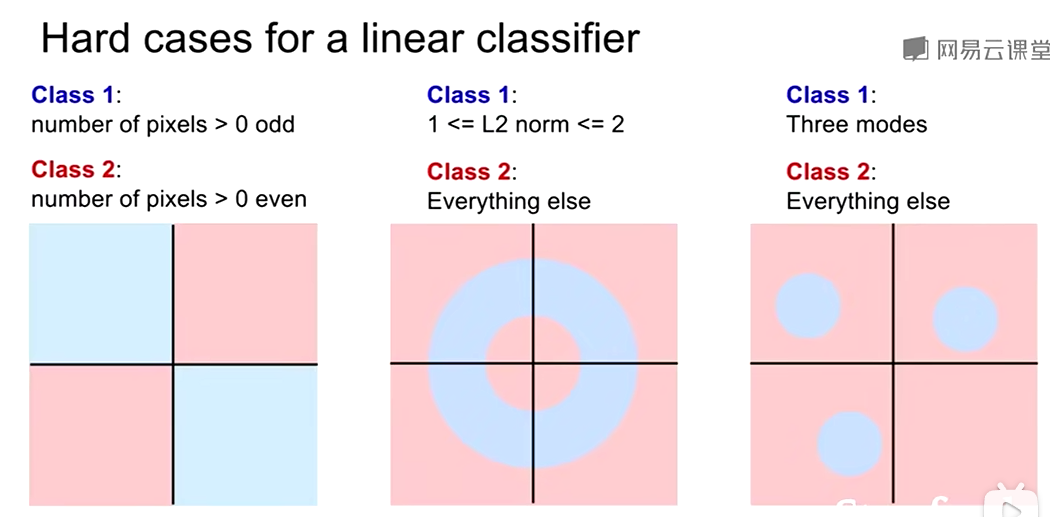 Hard cases for a linear classifier
网易云课堂
Class 1:
number of pixels > 0 odd
Class 2:
number of pixels > 0 even
Class 1:
1 <= L2 norm <= 2
Class 2:
Everything else
Class 1:
Three modes
Class 2:
Everything else